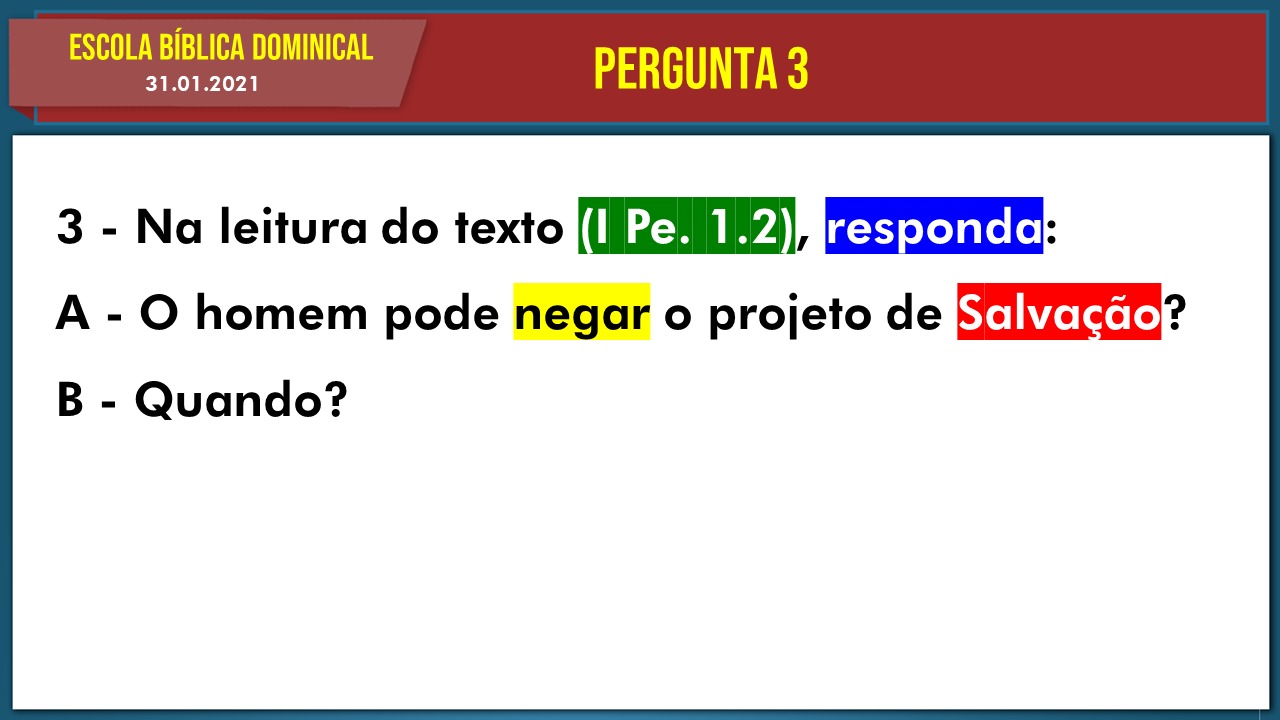 ESCOLA BÍBLICA DOMINICAL
31.01.2021
PERGUNTA 3
3 - Na leitura do texto (I Pe. 1.2), responda:
A - O homem pode negar o projeto de Salvação?
B - Quando?